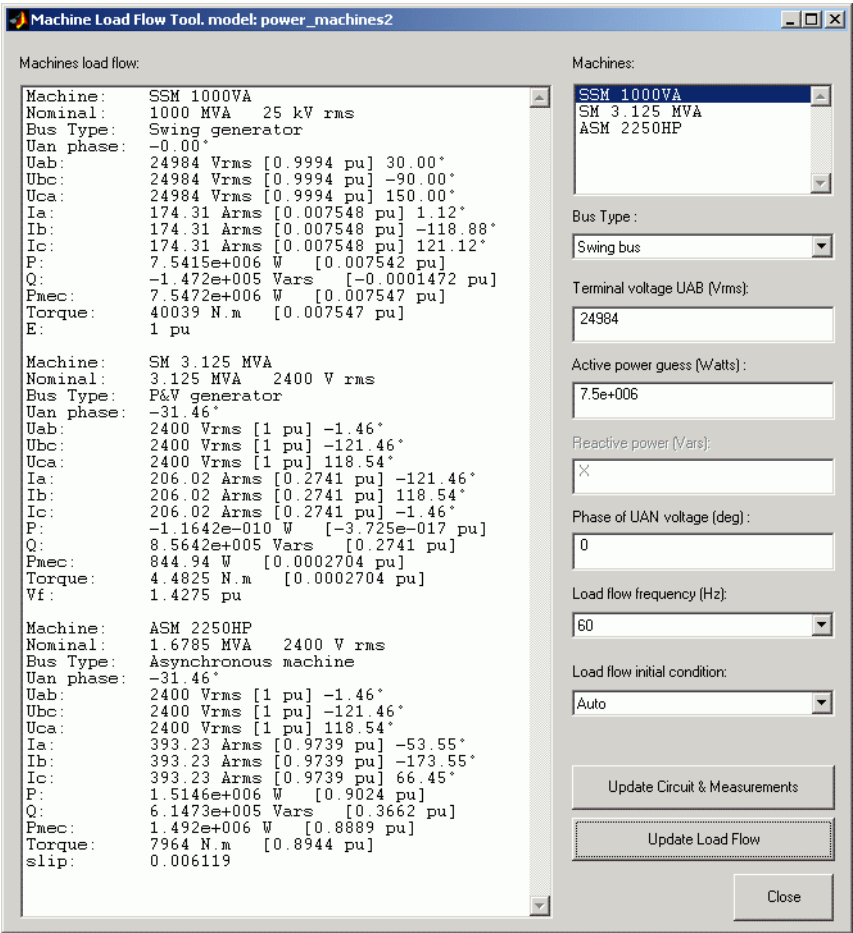 Machine Load Flow Tool. model: power_machines2
Machines load flow:
Machine: SSM 1000VA
Nominal: 1000 MVA 25 kV rms
Bus Type: Swing generator
Uan phase: -0.00°
Uab: 24984 Vrms [0.9994 pu] 30.00°
Ubc: 24984 Vrms [0.9994 pu] -90.00°
Uca: 24984 Vrms [0.9994 pu] 150.00°
Ia: 174.31 Arms [0.007548 pu] 1.12°
Ib: 174.31 Arms [0.007548 pu] -118.88°
Ic: 174.31 Arms [0.007548 pu] 121.12°
P: 7.5415e+006 W [0.007542 pu]
Q: -1.472e+005 Vars [-0.0001472 pu]
Pmec: 7.5472e+006 W [0.007547 pu]
Torque: 40039 N.m [0.007547 pu]
E: 1 pu
Machine: SM 3.125 MVA
Nominal: 3.125 MVA 2400 V rms
Bus Type: P&V generator
Uan phase: -31.46°
Uab: 2400 Vrms [1 pu] -1.46°
Ubc: 2400 Vrms [1 pu] -121.46°
Uca: 2400 Vrms [1 pu] 118.54°
Ia: 206.02 Arms [0.2741 pu] -121.46°
Ib: 206.02 Arms [0.2741 pu] 118.54°
Ic: 206.02 Arms [0.2741 pu] -1.46°
P: -1.1642e-010 W [-3.725e-017 pu]
Q: 8.5642e+005 Vars [0.2741 pu]
Pmec: 844.94 W [0.0002704 pu]
Torque: 4.4825 N.m [0.0002704 pu]
Vf: 1.4275 pu
Machine: ASM 2250HP
Nominal: 1.6785 MVA 2400 V rms
Bus Type: Asynchronous machine
Uan phase: -31.46°
Uab: 2400 Vrms [1 pu] -1.46°
Ubc: 2400 Vrms [1 pu] -121.46°
Uca: 2400 Vrms [1 pu] 118.54°
Ia: 393.23 Arms [0.9739 pu] -53.55°
Ib: 393.23 Arms [0.9739 pu] -173.55°
Ic: 393.23 Arms [0.9739 pu] 66.45°
P: 1.5146e+006 W [0.9024 pu]
Q: 6.1473e+005 Vars [0.3662 pu]
Pmec: 1.492e+006 W [0.8889 pu]
Torque: 7964 N.m [0.8944 pu]
slip: 0.006119
Machines:
SSM 1000VA
SM 3.125 MVA
ASM 2250HP
Bus Type :
Swing bus
Terminal voltage UAB (Vrms):
24984
Active power guess (Watts) :
7.5e+006
Reactive power (Vars):
X
Phase of UAN voltage (deg) :
0
Load flow frequency (Hz):
60
Load flow initial condition:
Auto
Update Circuit & Measurements
Update Load Flow
Close